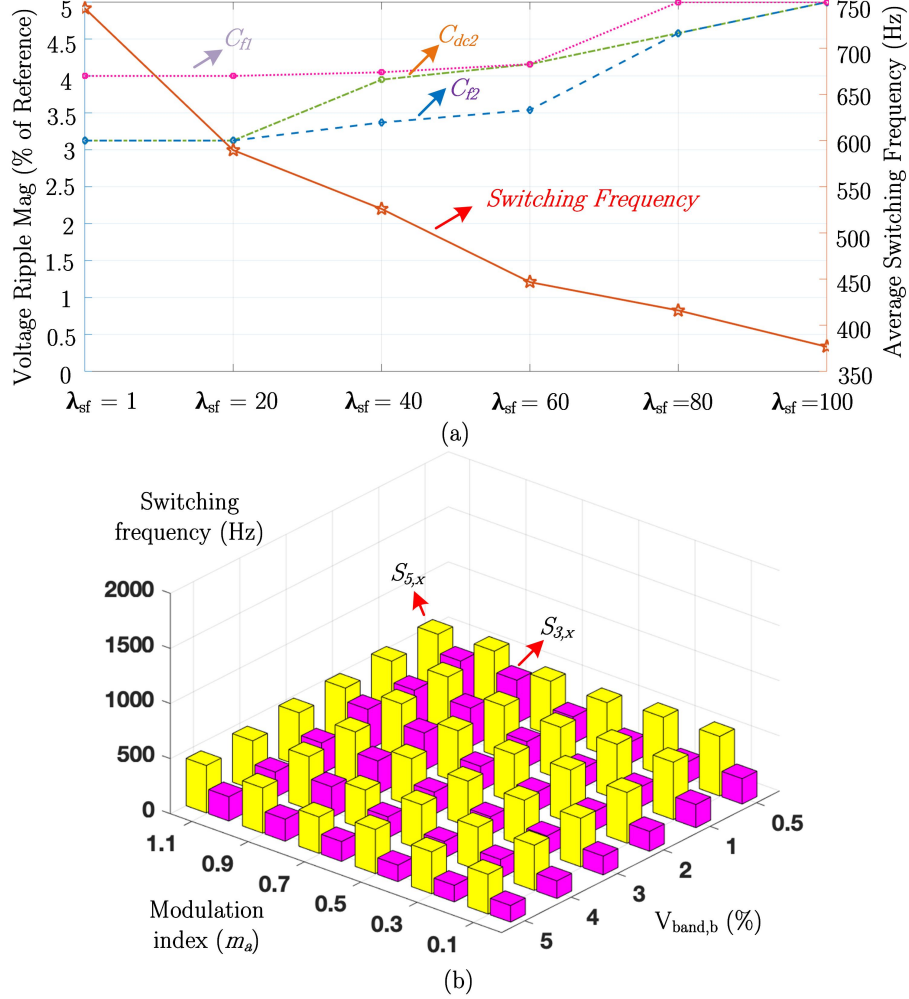 Voltage Ripple Mag (% of Reference)
5
4.5
4
3.5
3
2.5
2
1.5
1
0.5
0
C_f1
C_dc2
C_f2
Switching Frequency
750
700
650
600
550
500
450
400
350
Average Switching Frequency (Hz)
λ_sf = 1
λ_sf = 20
λ_sf = 40
λ_sf = 60
λ_sf =80
λ_sf =100
(a)
Switching
frequency (Hz)
2000
1500
1000
500
0
S_5,x
S_3,x
1.1
0.9
0.7
0.5
0.3
0.1
Modulation
index (m_a)
0.5
1
2
3
4
5
V_band,b (%)
(b)